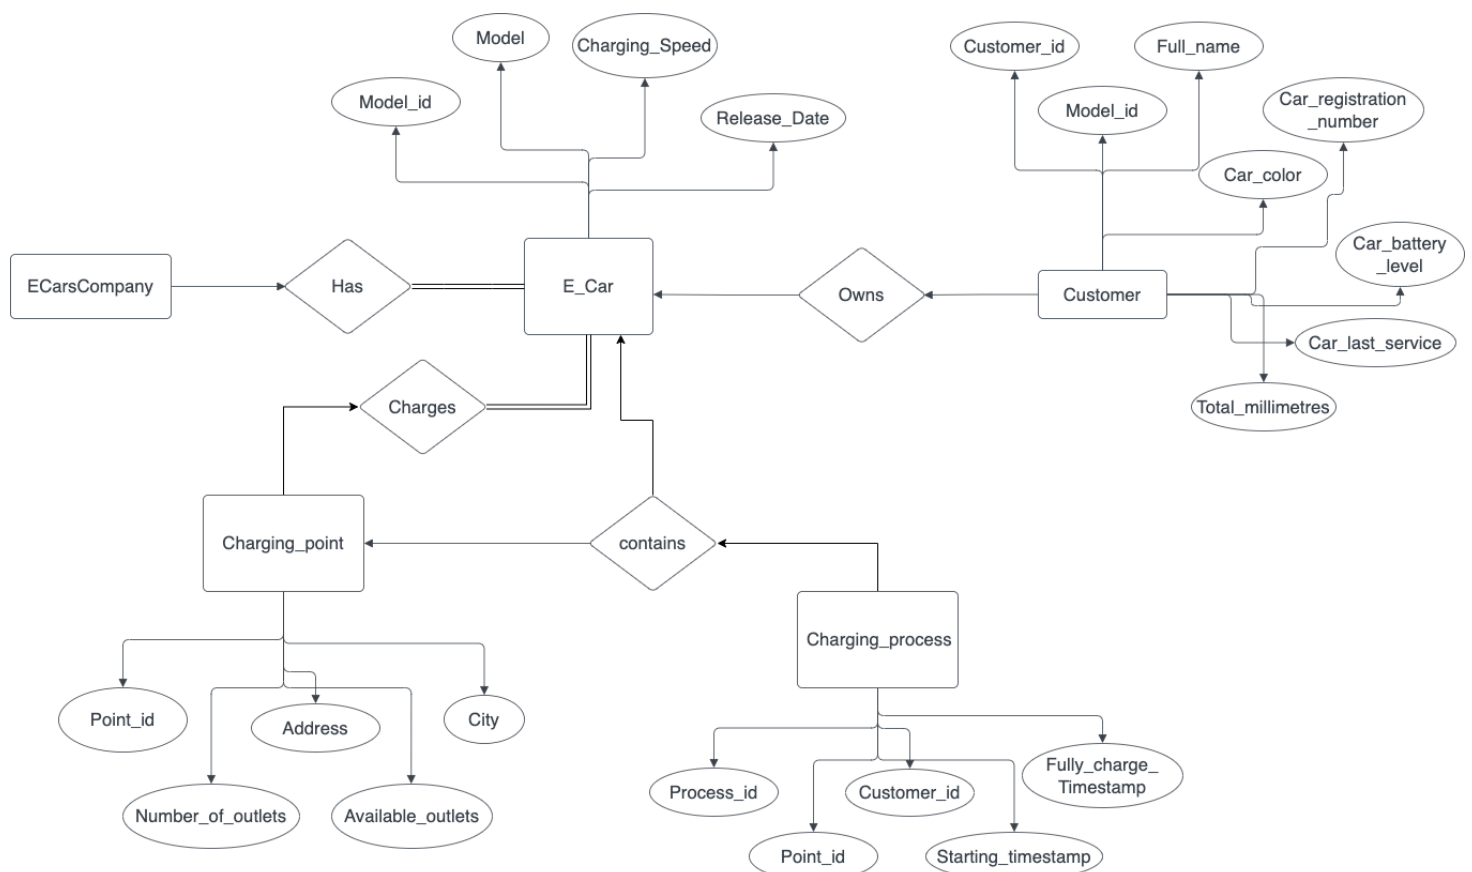 Model
Charging_Speed
Model_id
Release_Date
Customer_id
Full_name
Model_id
Car_registration
_number
Car_color
Car_battery
_level
ECarsCompany
Has
E_Car
Owns
Customer
Car_last_service
Total_millimetres
Charges
Charging_point
contains
Charging_process
Point_id
Address
City
Number_of_outlets
Available_outlets
Process_id
Customer_id
Fully_charge_
Timestamp
Point_id
Starting_timestamp